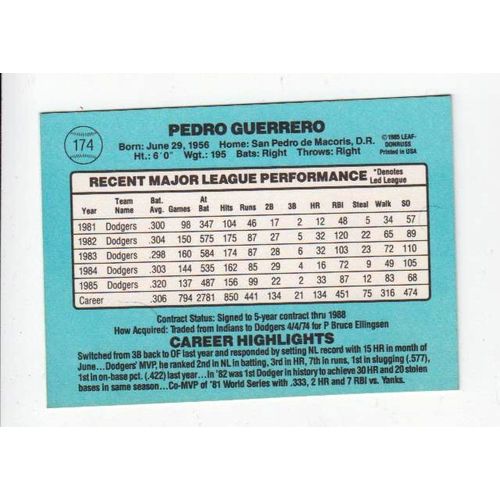 174
PEDRO GUERRERO
©1985 LEAF-
DONRUSS
Printed in USA
Born: June 29, 1956 Home: San Pedro de Macoris, D.R.
Ht.: 6'0" Wgt.: 195 Bats: Right Throws: Right
RECENT MAJOR LEAGUE PERFORMANCE *Denotes Led League
Year Team Name Bat. Avg. Games At Bat Hits Runs 2B 3B HR RBI Steal Walk SO
1981 Dodgers .300 98 347 104 46 17 2 12 48 5 34 57
1982 Dodgers .304 150 575 175 87 27 5 32 100 22 65 89
1983 Dodgers .298 160 584 174 87 28 6 32 103 23 72 110
1984 Dodgers .303 144 535 162 85 29 4 16 72 9 49 105
1985 Dodgers .320 137 487 156 99 22 2 33 87 12 83 68
Career .306 794 2781 850 441 134 21 134 451 75 316 474
Contract Status: Signed to 5-year contract thru 1988
How Acquired: Traded from Indians to Dodgers 4/4/74 for P Bruce Ellingsen
CAREER HIGHLIGHTS
Switched from 3B back to OF last year and responded by setting NL record with 15 HR in month of
June...Dodgers' MVP, he ranked 2nd in NL in batting, 3rd in HR, 7th in runs, 1st in slugging (.577),
1st in on-base pct. (.422) last year...In '82 was 1st Dodger in history to achieve 30 HR and 20 stolen
bases in same season...Co-MVP of '81 World Series with .333, 2 HR and 7 RBI vs. Yanks.